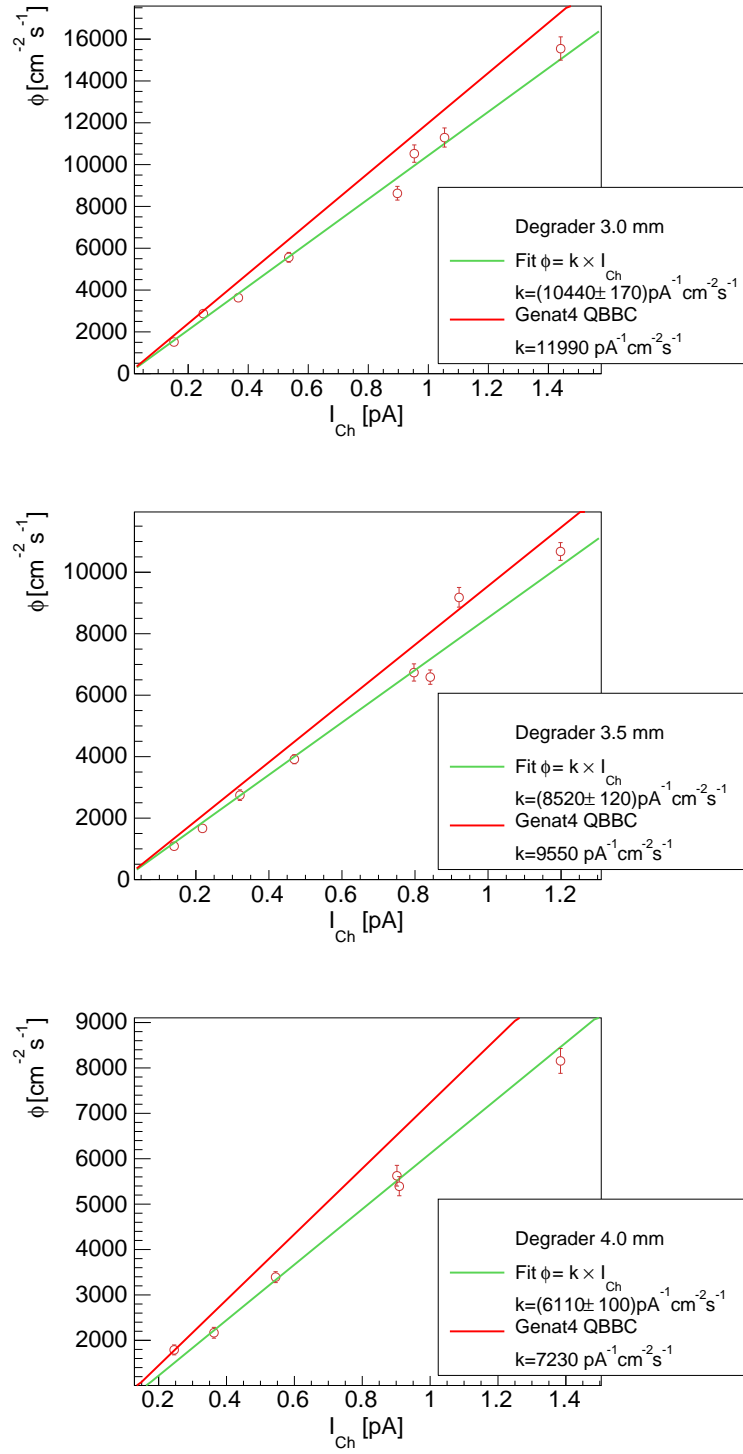 φ [cm⁻² s⁻¹]
16000
14000
12000
10000
8000
6000
4000
2000
0
0.2 0.4 0.6 0.8 1 1.2 1.4
I_Ch [pA]
Degrader 3.0 mm
Fit φ= k × I_Ch
k=(10440± 170)pA⁻¹cm⁻²s⁻¹
Genat4 QBBC
k=11990 pA⁻¹cm⁻²s⁻¹
φ [cm⁻² s⁻¹]
10000
8000
6000
4000
2000
0
0.2 0.4 0.6 0.8 1 1.2
I_Ch [pA]
Degrader 3.5 mm
Fit φ= k × I_Ch
k=(8520± 120)pA⁻¹cm⁻²s⁻¹
Genat4 QBBC
k=9550 pA⁻¹cm⁻²s⁻¹
φ [cm⁻² s⁻¹]
9000
8000
7000
6000
5000
4000
3000
2000
0.2 0.4 0.6 0.8 1 1.2 1.4
I_Ch [pA]
Degrader 4.0 mm
Fit φ= k × I_Ch
k=(6110± 100)pA⁻¹cm⁻²s⁻¹
Genat4 QBBC
k=7230 pA⁻¹cm⁻²s⁻¹